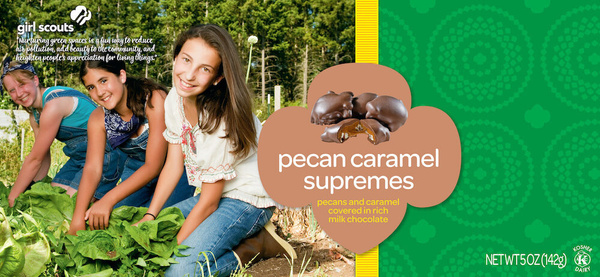 girl scouts
"Nurturing green spaces is a fun way to reduce
air pollution, add beauty to the community, and
heighten people's appreciation for living things."
pecan caramel
supremes
pecans and caramel
covered in rich
milk chocolate
NET WT 5 OZ (142g)
KOSHER
K
DAIRY